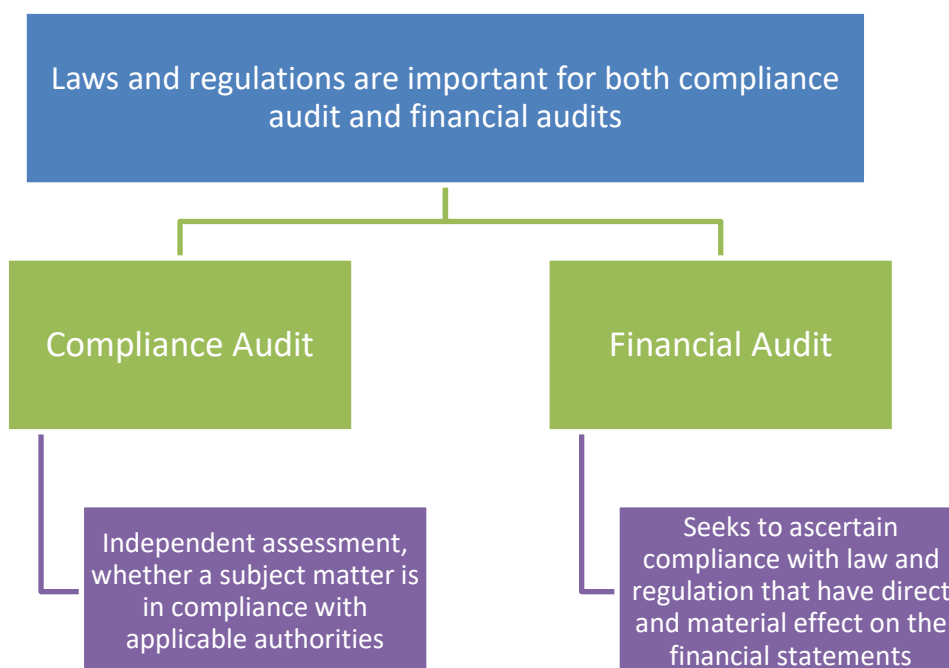 Laws and regulations are important for both compliance
audit and financial audits
Compliance Audit
Financial Audit
Independent assessment,
whether a subject matter is
in compliance with
applicable authorities
Seeks to ascertain
compliance with law and
regulation that have direct
and material effect on the
financial statements